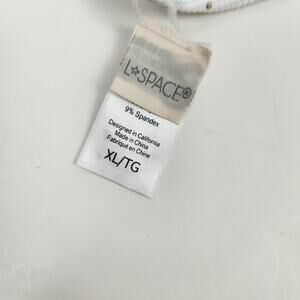 L★SPACE®
9% Spandex
Designed in California
Made in China
Fabriqué en Chine
XL/TG